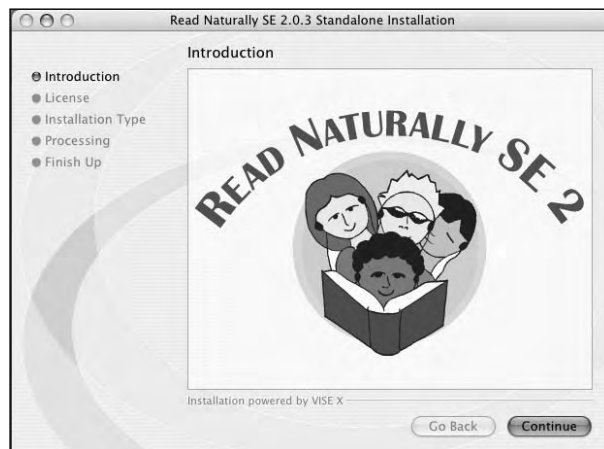 Read Naturally SE 2.0.3 Standalone Installation
Introduction
Introduction
License
Installation Type
Processing
Finish Up
READ NATURALLY SE 2
Installation powered by VISE X
Go Back
Continue